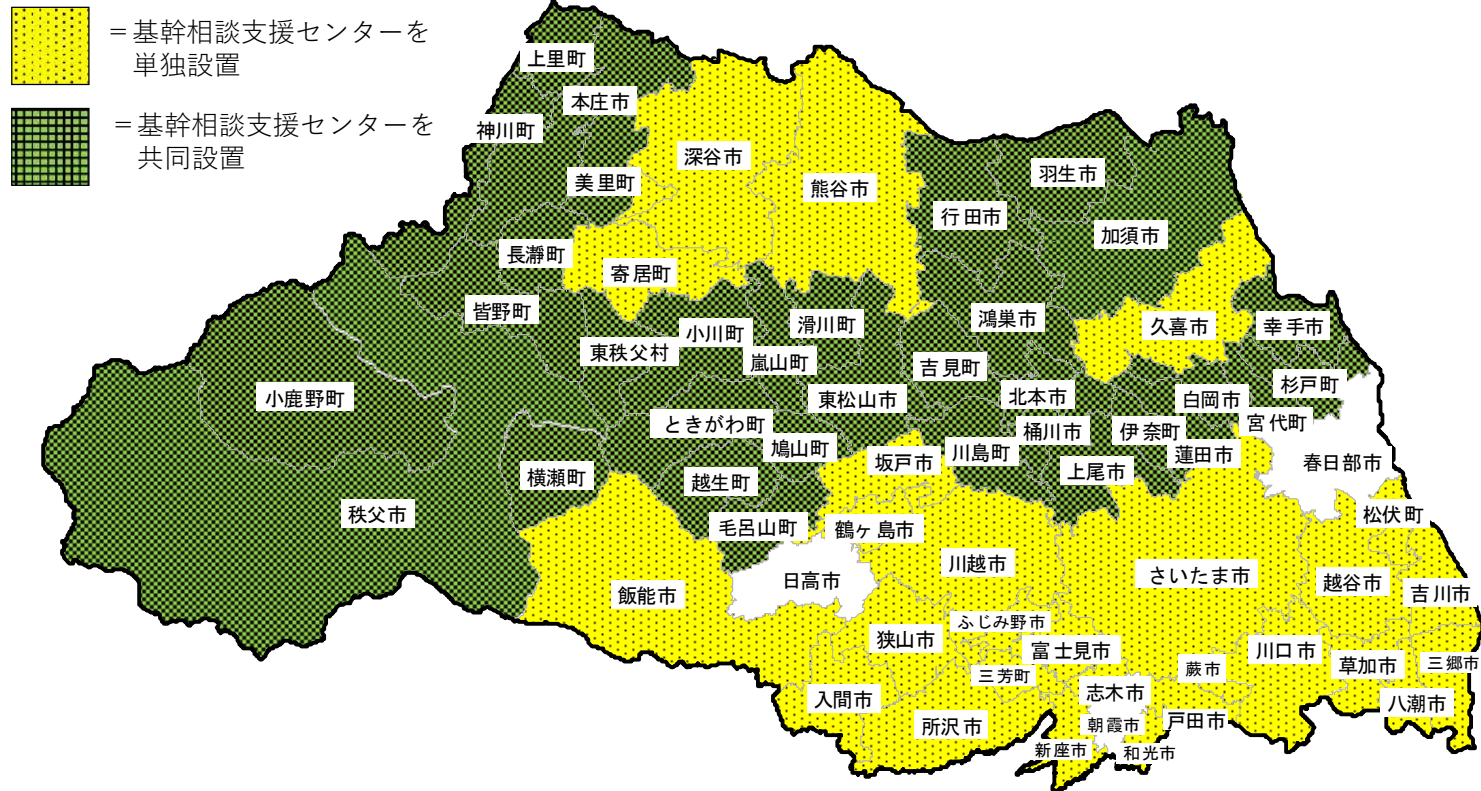 =基幹相談支援センターを
単独設置
=基幹相談支援センターを
共同設置
上里町
本庄市
神川町
美里町
深谷市
熊谷市
行田市
羽生市
加須市
長瀞町
寄居町
皆野町
東秩父村
小川町
滑川町
嵐山町
吉見町
鴻巣市
久喜市
幸手市
小鹿野町
ときがわ町
東松山市
北本市
白岡市
杉戸町
宮代町
鳩山町
桶川市
伊奈町
蓮田市
春日部市
横瀬町
越生町
坂戸市
川島町
上尾市
秩父市
毛呂山町
鶴ヶ島市
松伏町
飯能市
日高市
川越市
さいたま市
越谷市
吉川市
狭山市
ふじみ野市
富士見市
三芳町
蕨市
川口市
草加市
三郷市
入間市
所沢市
志木市
朝霞市
戸田市
八潮市
新座市
和光市